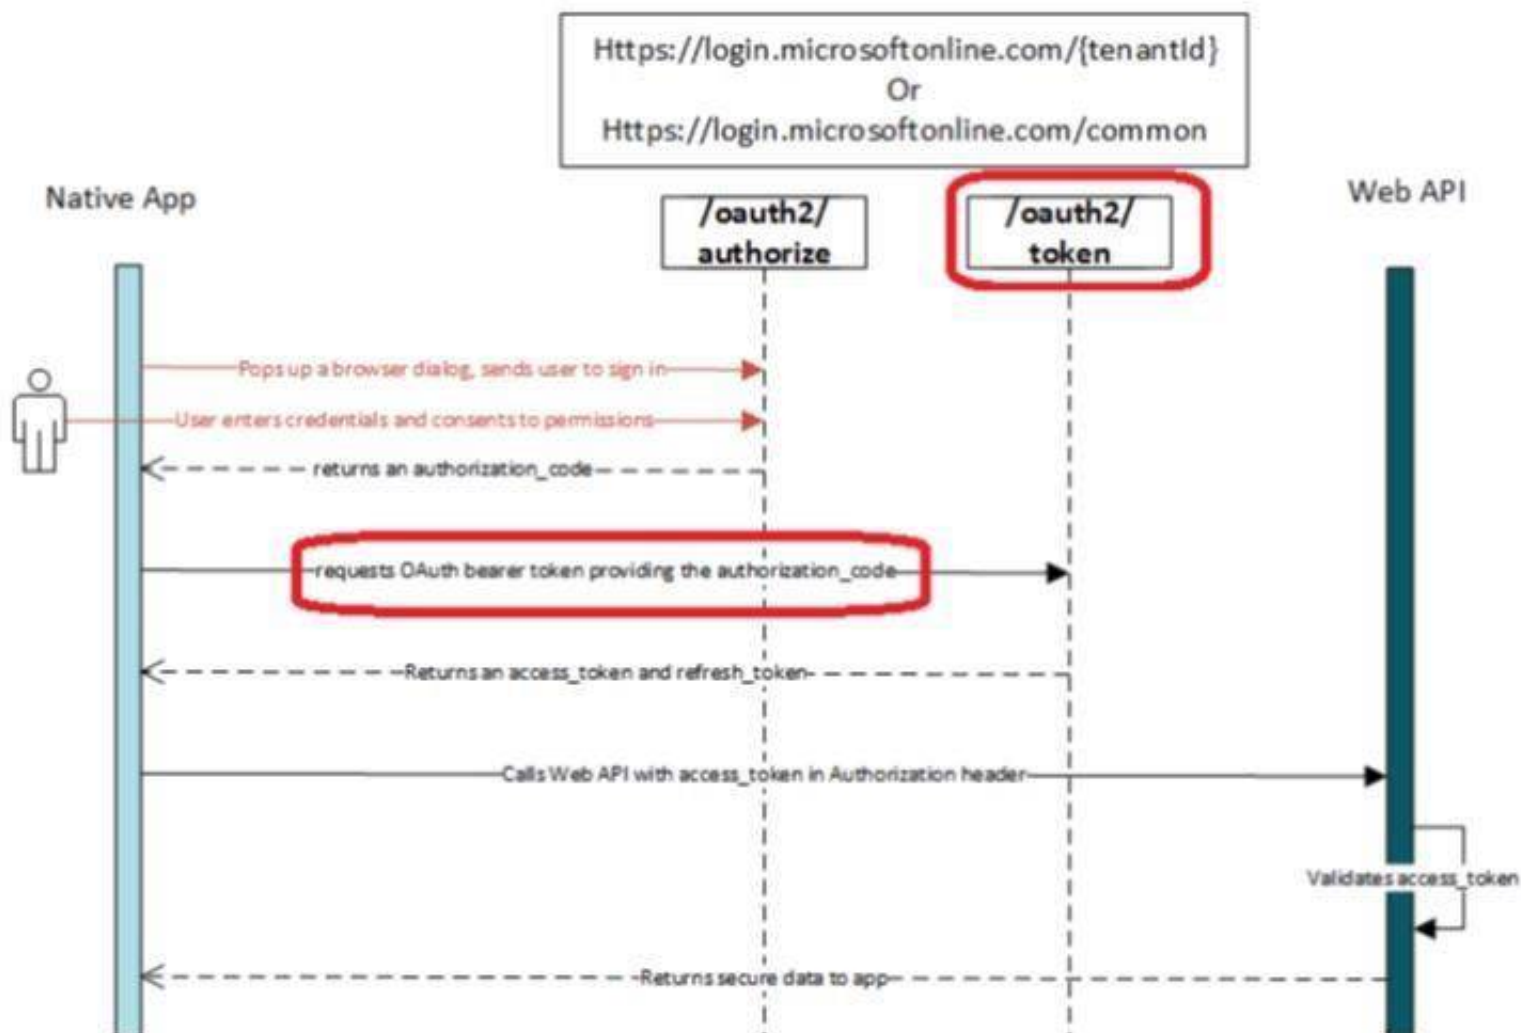 Https://login.microsoftonline.com/{tenantId}
Or
Https://login.microsoftonline.com/common
Native App
/oauth2/
authorize
/oauth2/
token
Web API
Pops up a browser dialog, sends user to sign in
User enters credentials and consents to permissions
returns an authorization_code
requests OAuth bearer token providing the authorization_code
Returns an access_token and refresh_token
Calls Web API with access_token in Authorization header
Validates access_token
Returns secure data to app